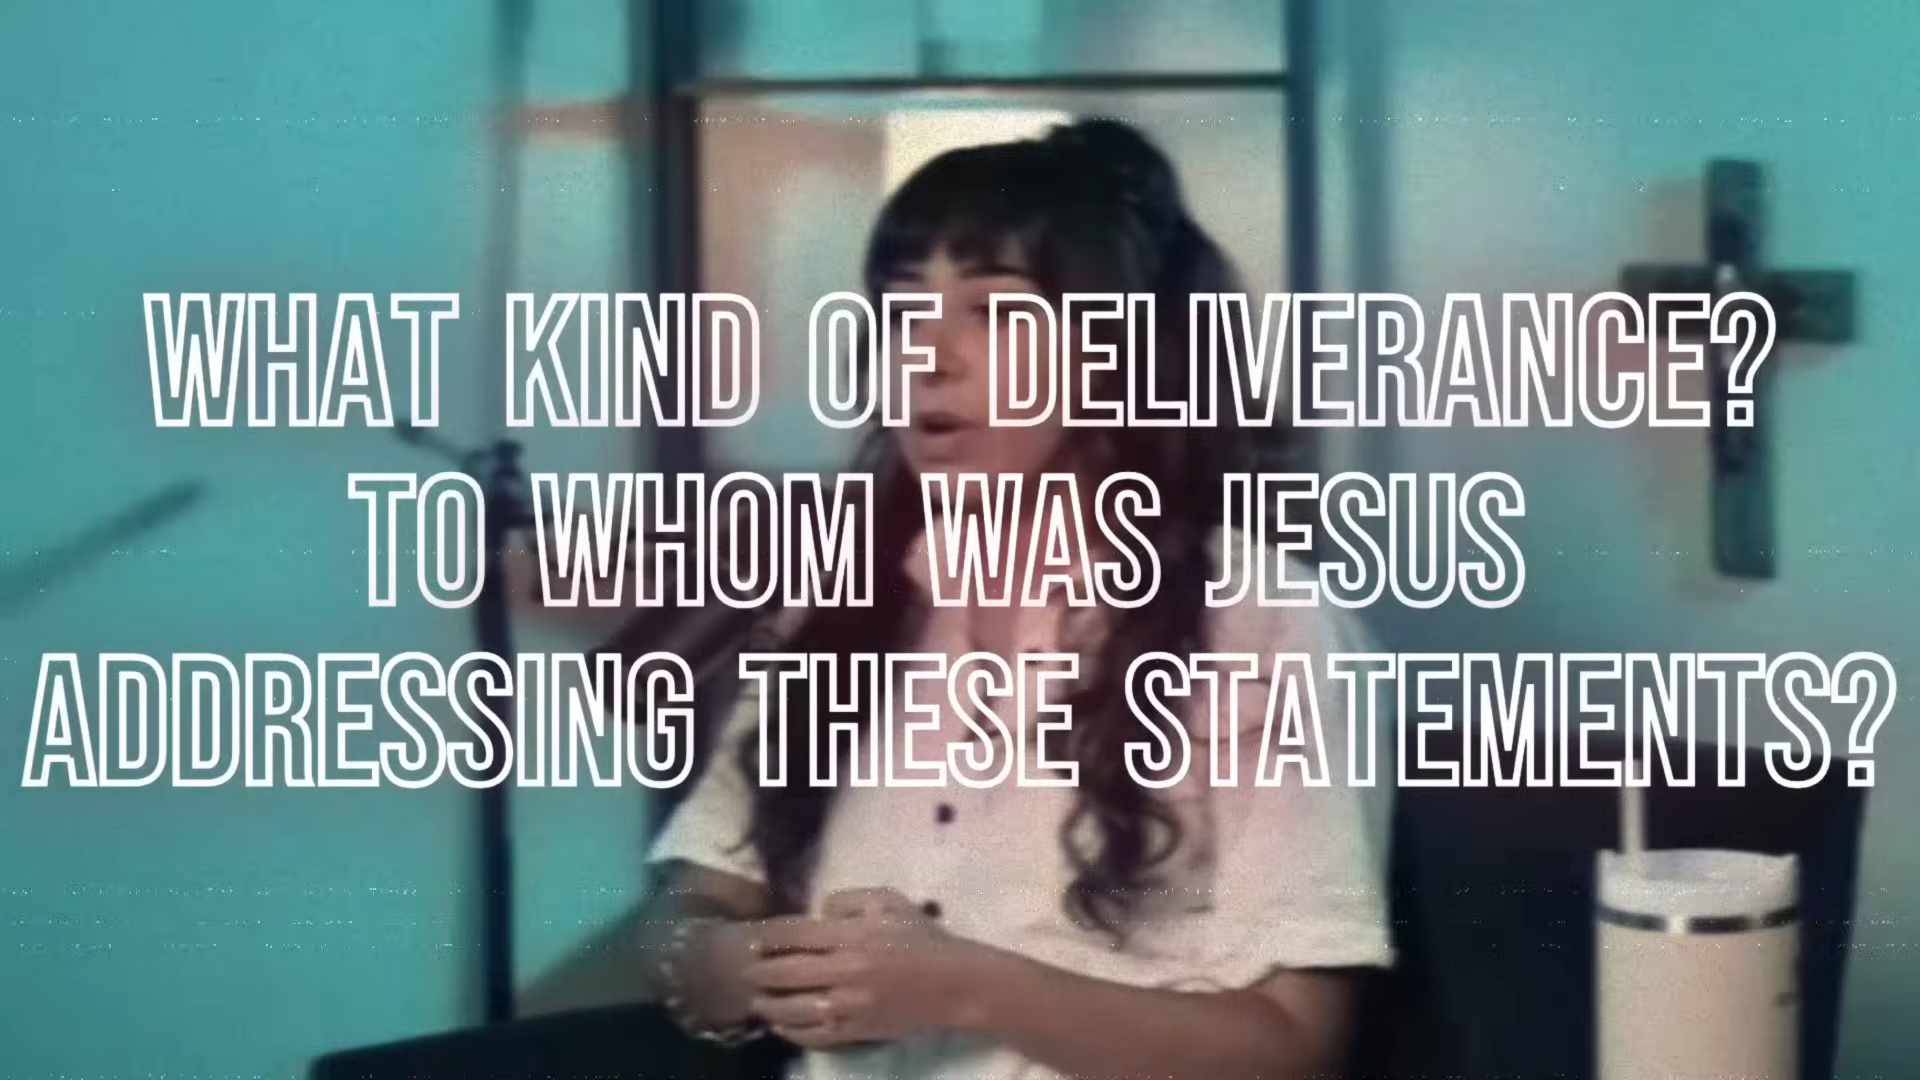 WHAT KIND OF DELIVERANCE?
TO WHOM WAS JESUS
ADDRESSING THESE STATEMENTS?